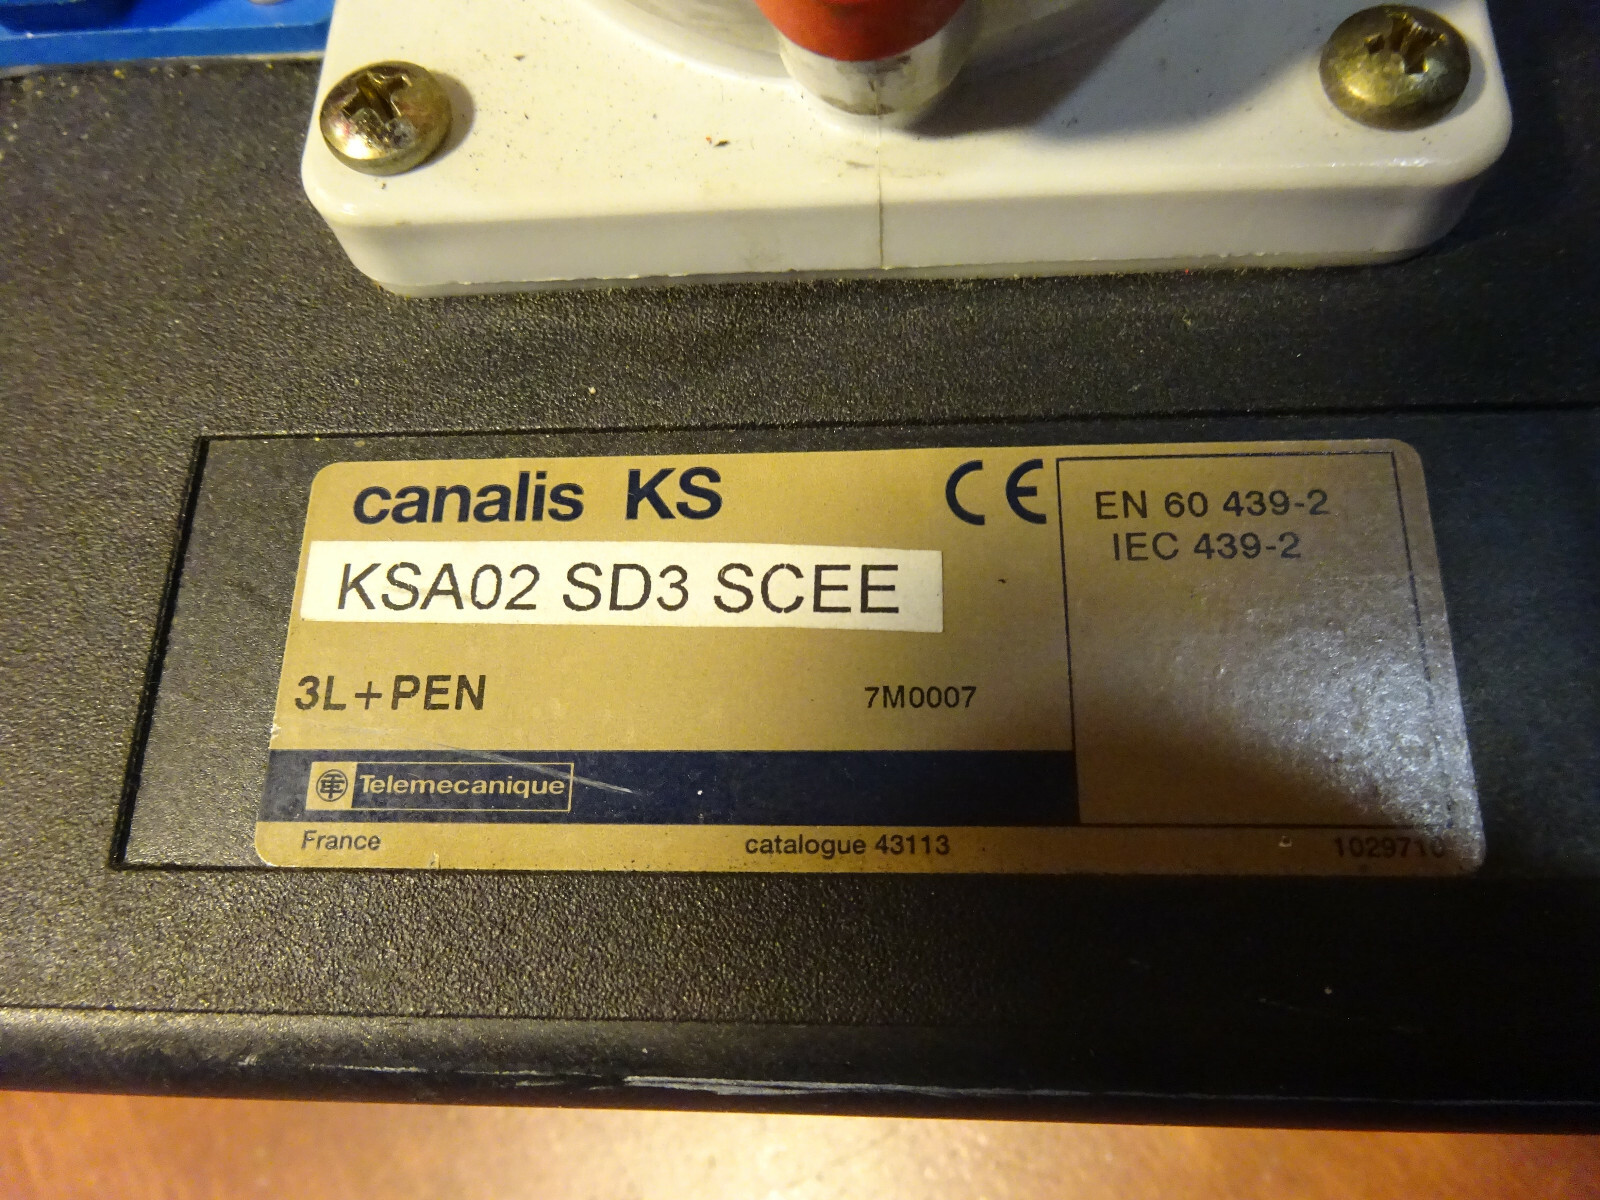 canalis KS
CE
EN 60 439-2
IEC 439-2
KSA02 SD3 SCEE
3L+PEN
7M0007
Telemecanique
France
catalogue 43113
1029710